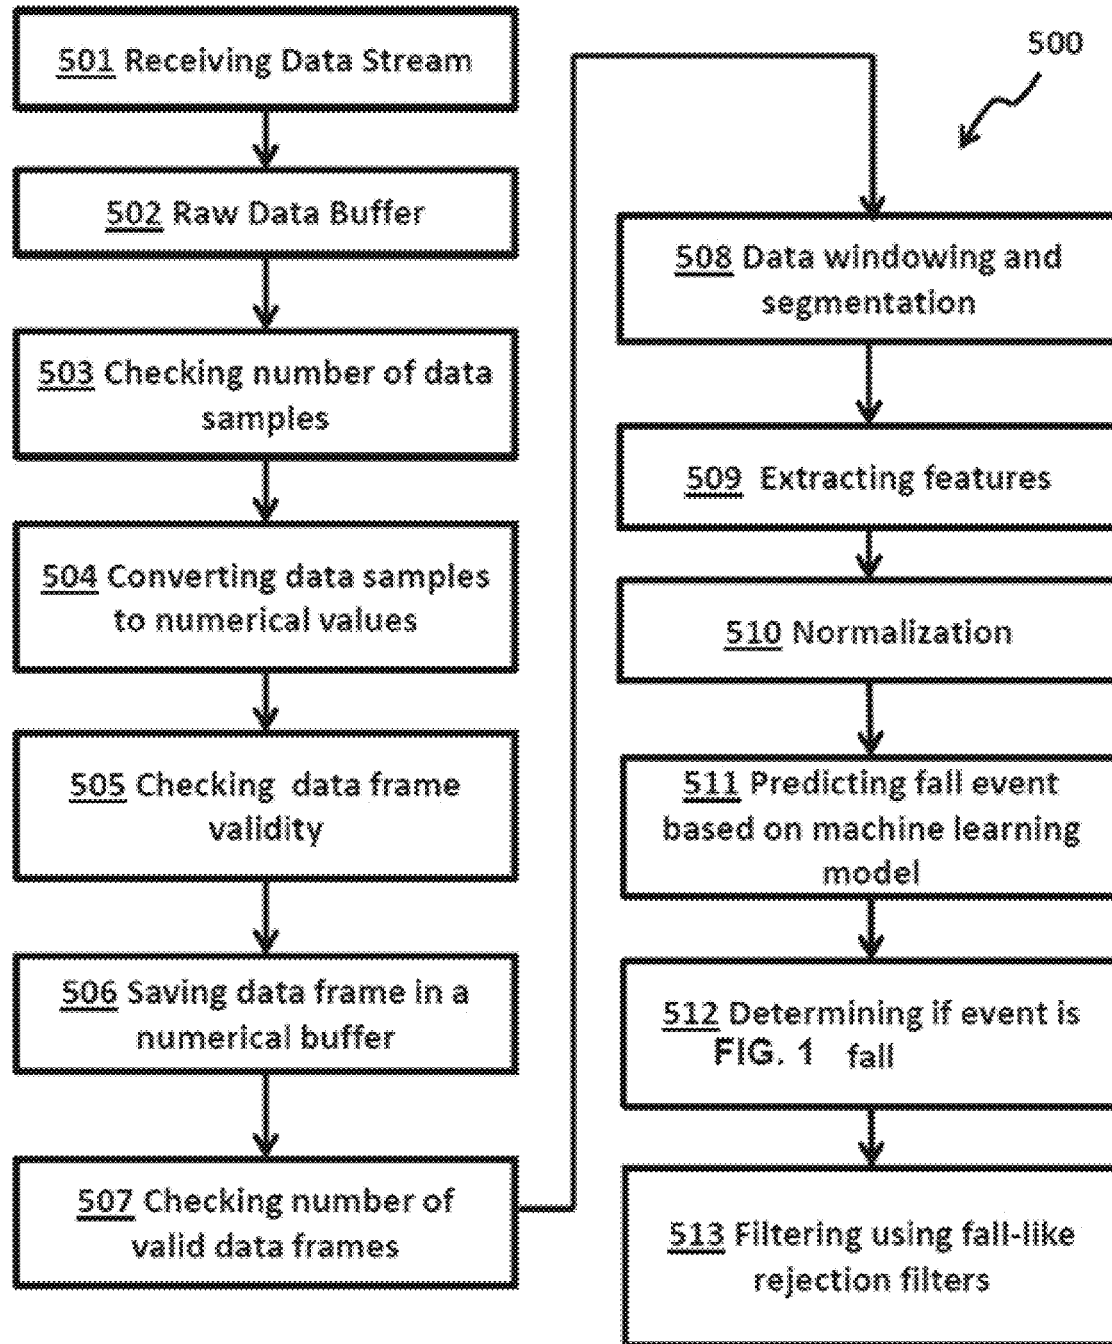 501 Receiving Data Stream
502 Raw Data Buffer
503 Checking number of data
samples
504 Converting data samples
to numerical values
505 Checking data frame
validity
506 Saving data frame in a
numerical buffer
507 Checking number of
valid data frames
500
508 Data windowing and
segmentation
509 Extracting features
510 Normalization
511 Predicting fall event
based on machine learning
model
512 Determining if event is
FIG. 1 fall
513 Filtering using fall-like
rejection filters